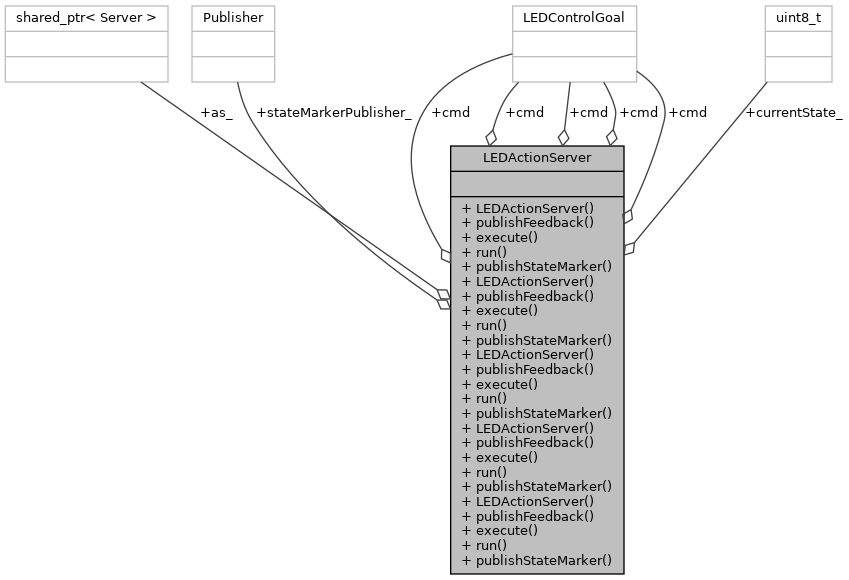 shared_ptr< Server >
Publisher
LEDControlGoal
uint8_t
+as_
+stateMarkerPublisher_
+cmd
+cmd
+cmd
+cmd
+cmd
+currentState_
LEDActionServer
+ LEDActionServer()
+ publishFeedback()
+ execute()
+ run()
+ publishStateMarker()
+ LEDActionServer()
+ publishFeedback()
+ execute()
+ run()
+ publishStateMarker()
+ LEDActionServer()
+ publishFeedback()
+ execute()
+ run()
+ publishStateMarker()
+ LEDActionServer()
+ publishFeedback()
+ execute()
+ run()
+ publishStateMarker()
+ LEDActionServer()
+ publishFeedback()
+ execute()
+ run()
+ publishStateMarker()